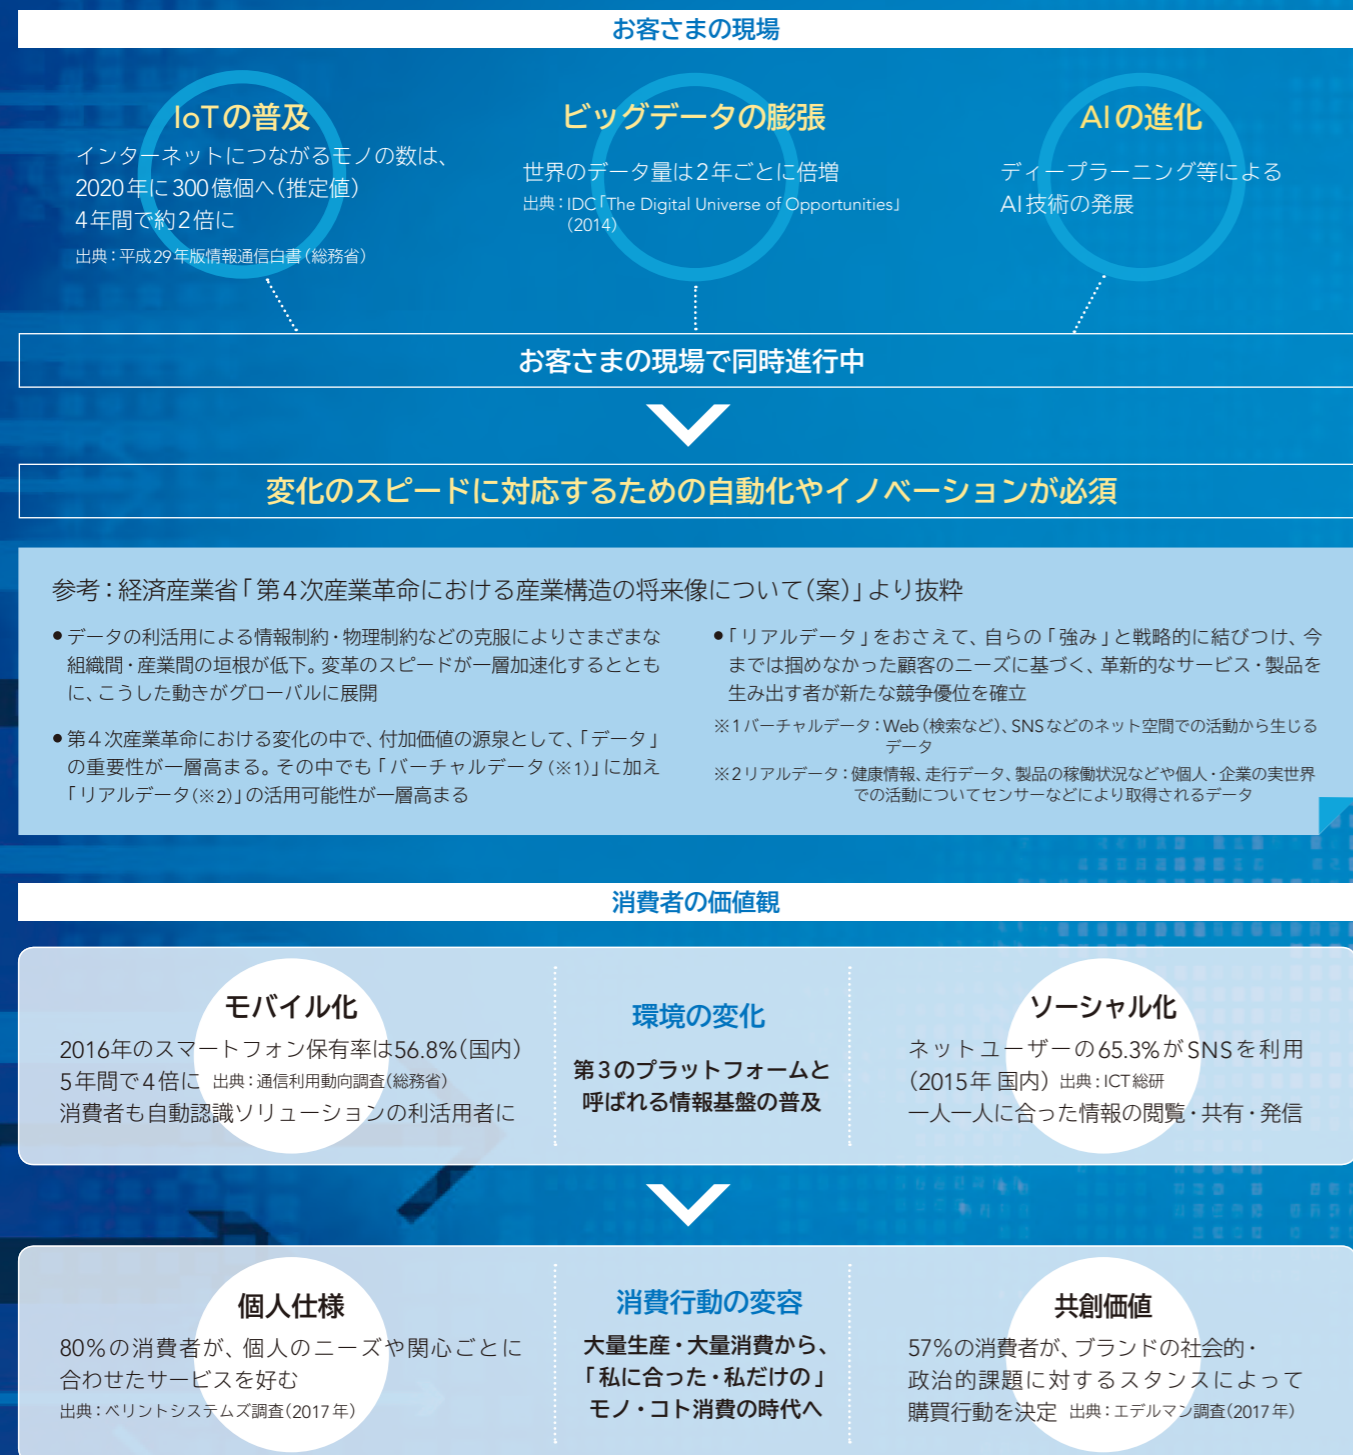 お客さまの現場
IoTの普及
インターネットにつながるモノの数は、
2020年に300億個へ(推定値)
4年間で約2倍に
出典：平成29年版情報通信白書(総務省)
ビッグデータの膨張
世界のデータ量は2年ごとに倍増
出典：IDC「The Digital Universe of Opportunities」
(2014)
AIの進化
ディープラーニング等による
AI技術の発展
お客さまの現場で同時進行中
変化のスピードに対応するための自動化やイノベーションが必須
参考：経済産業省「第4次産業革命における産業構造の将来像について(案)」より抜粋
●データの利活用による情報制約・物理制約などの克服によりさまざまな
組織間・産業間の垣根が低下。変革のスピードが一層加速化するととも
に、こうした動きがグローバルに展開
●第４次産業革命における変化の中で、付加価値の源泉として、「データ」
の重要性が一層高まる。その中でも「バーチャルデータ(※1)」に加え
「リアルデータ(※2)」の活用可能性が一層高まる
●「リアルデータ」をおさえて、自らの「強み」と戦略的に結びつけ、今
までは掴めなかった顧客のニーズに基づく、革新的なサービス・製品を
生み出す者が新たな競争優位を確立
※1バーチャルデータ：Web(検索など)、SNSなどのネット空間での活動から生じる
データ
※2リアルデータ：健康情報、走行データ、製品の稼働状況などや個人・企業の実世界
での活動についてセンサーなどにより取得されるデータ
消費者の価値観
モバイル化
2016年のスマートフォン保有率は56.8%(国内)
5年間で4倍に 出典：通信利用動向調査(総務省)
消費者も自動認識ソリューションの利活用者に
環境の変化
第3のプラットフォームと
呼ばれる情報基盤の普及
ソーシャル化
ネットユーザーの65.3%がSNSを利用
(2015年 国内) 出典：ICT総研
一人一人に合った情報の閲覧・共有・発信
個人仕様
80%の消費者が、個人のニーズや関心ごとに
合わせたサービスを好む
出典：ベリントシステムズ調査(2017年)
消費行動の変容
大量生産・大量消費から、
「私に合った・私だけの」
モノ・コト消費の時代へ
共創価値
57%の消費者が、ブランドの社会的・
政治的課題に対するスタンスによって
購買行動を決定 出典：エデルマン調査(2017年)